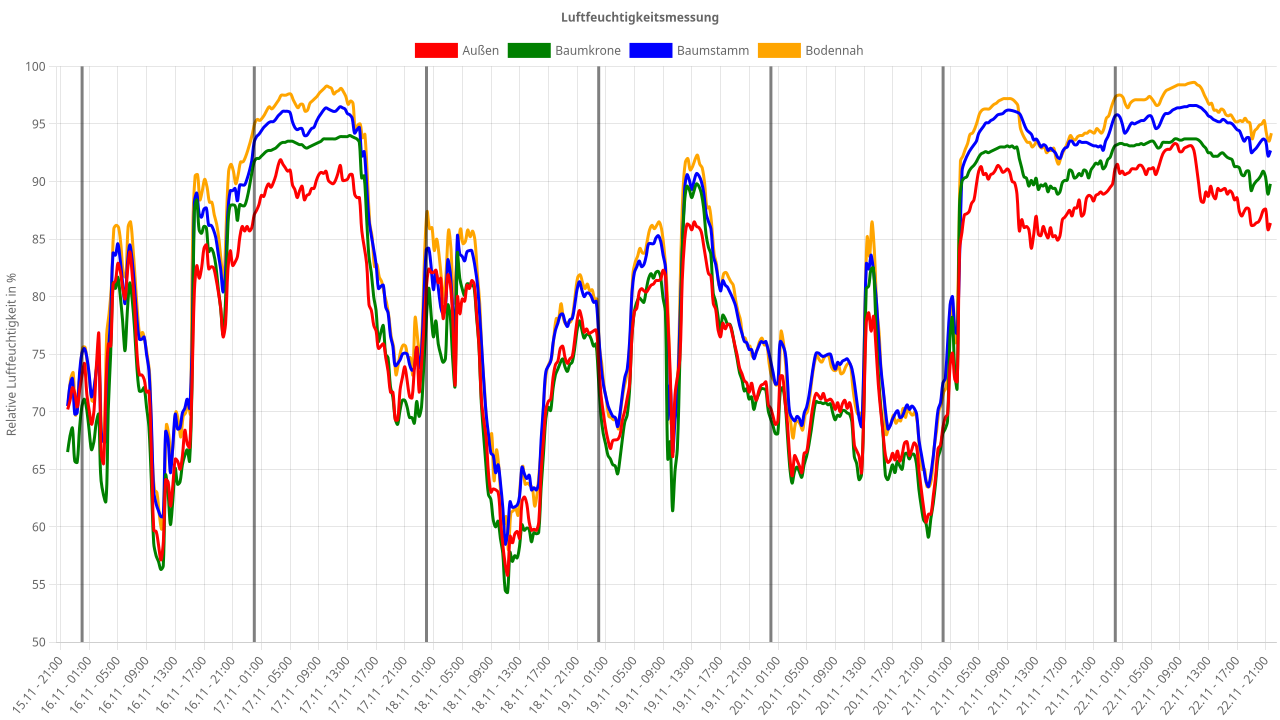 Luftfeuchtigkeitsmessung
Außen Baumkrone Baumstamm Bodennah
Relative Luftfeuchtigkeit in %
100
95
90
85
80
75
70
65
60
55
50
15.11 - 21:00
16.11 - 01:00
16.11 - 05:00
16.11 - 09:00
16.11 - 13:00
16.11 - 17:00
16.11 - 21:00
17.11 - 01:00
17.11 - 05:00
17.11 - 09:00
17.11 - 13:00
17.11 - 17:00
17.11 - 21:00
18.11 - 01:00
18.11 - 05:00
18.11 - 09:00
18.11 - 13:00
18.11 - 17:00
18.11 - 21:00
19.11 - 01:00
19.11 - 05:00
19.11 - 09:00
19.11 - 13:00
19.11 - 17:00
19.11 - 21:00
20.11 - 01:00
20.11 - 05:00
20.11 - 09:00
20.11 - 13:00
20.11 - 17:00
20.11 - 21:00
21.11 - 01:00
21.11 - 05:00
21.11 - 09:00
21.11 - 13:00
21.11 - 17:00
21.11 - 21:00
22.11 - 01:00
22.11 - 05:00
22.11 - 09:00
22.11 - 13:00
22.11 - 17:00
22.11 - 21:00